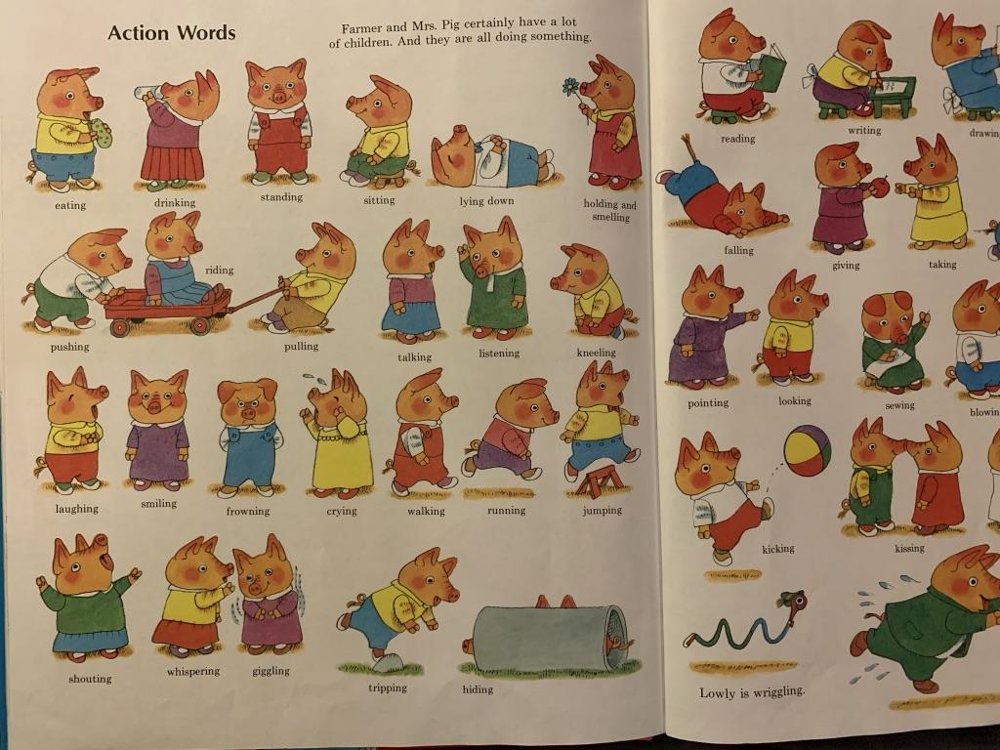 Action Words
Farmer and Mrs. Pig certainly have a lot
of children. And they are all doing something.
eating
drinking
standing
sitting
lying down
holding and
smelling
riding
pushing
pulling
talking
listening
kneeling
laughing
smiling
frowning
crying
walking
running
jumping
shouting
whispering
giggling
tripping
hiding
reading
writing
drawin
falling
giving
taking
pointing
looking
sewing
blowin
kicking
kissing
Lowly is wriggling.